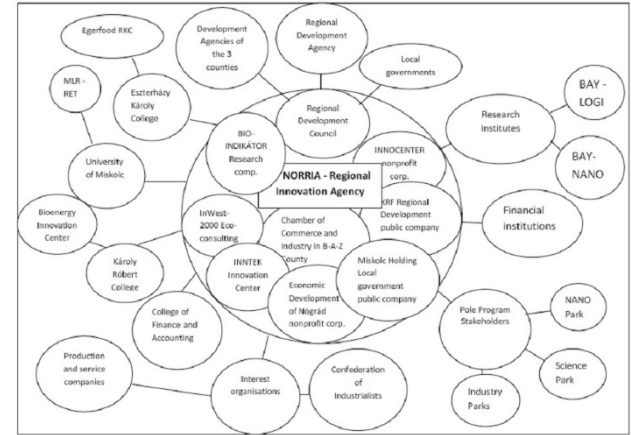 Egerfood RKC
Development
Agencies of
the 3
counties
Regional
Development
Agency
Local
governments
MLR -
RET
Eszterházy
Károly
College
BIO-
INDIKÁTOR
Research
comp.
Regional
Development
Council
INNOCENTER
nonprofit
corp.
Research
Institutes
BAY -
LOGI
BAY-
NANO
University
of Miskolc
NORRIA - Regional
Innovation Agency
Bioenergy
Innovation
Center
InWest-
2000 Eco-
consulting
Chamber of
Commerce and
Industry in B-A-Z
County
KRF Regional
Development
public company
Financial
institutions
Károly
Róbert
College
INNTEK
Innovation
Center
Miskolc Holding
Local
government
public company
Economic
Development
of Nógrád
nonprofit corp.
College of
Finance and
Accounting
Pole Program
Stakeholders
NANO
Park
Science
Park
Industry
Parks
Production
and service
companies
Interest
organisations
Confederation
of
Industrialists